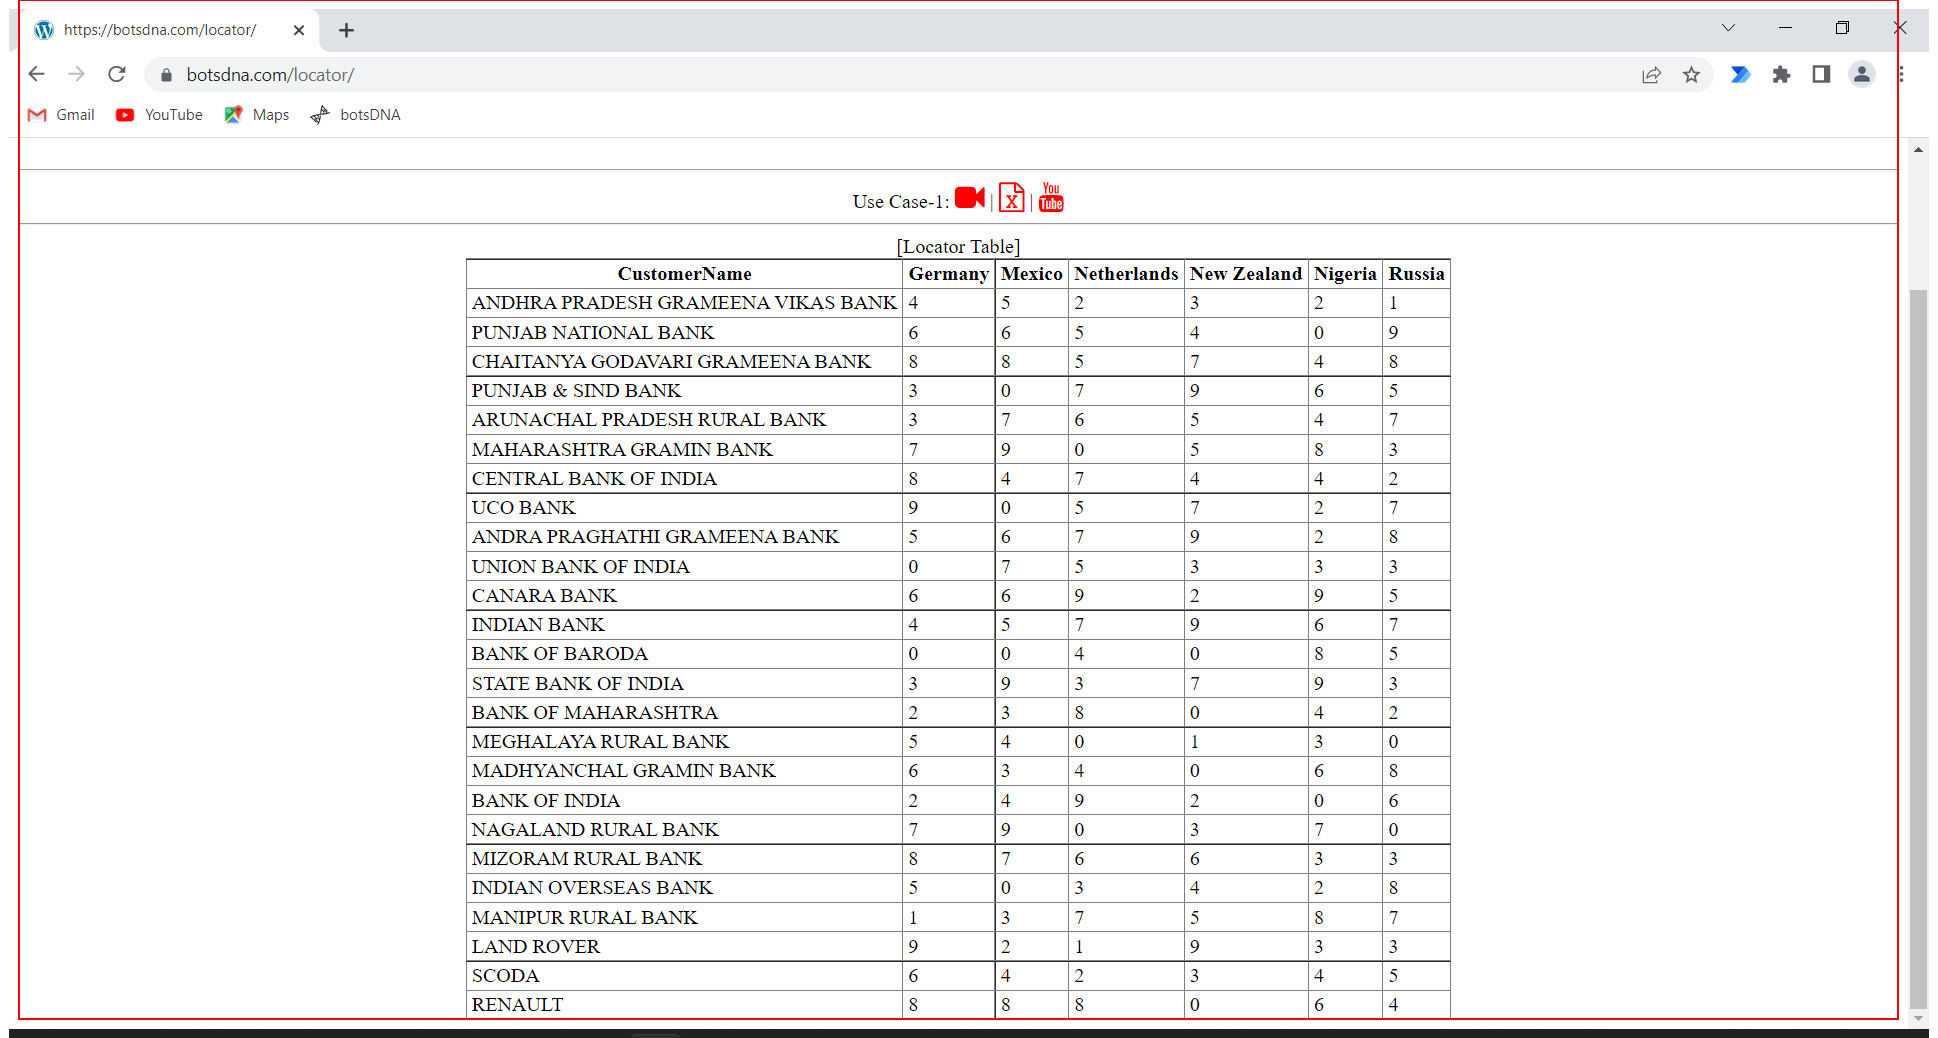 https://botsdna.com/locator/
botsdna.com/locator/
Gmail YouTube Maps botsDNA
Use Case-1: | X | You Tube
[Locator Table]
CustomerName Germany Mexico Netherlands New Zealand Nigeria Russia
ANDHRA PRADESH GRAMEENA VIKAS BANK 4 5 2 3 2 1
PUNJAB NATIONAL BANK 6 6 5 4 0 9
CHAITANYA GODAVARI GRAMEENA BANK 8 8 5 7 4 8
PUNJAB & SIND BANK 3 0 7 9 6 5
ARUNACHAL PRADESH RURAL BANK 3 7 6 5 4 7
MAHARASHTRA GRAMIN BANK 7 9 0 5 8 3
CENTRAL BANK OF INDIA 8 4 7 4 4 2
UCO BANK 9 0 5 7 2 7
ANDRA PRAGHATHI GRAMEENA BANK 5 6 7 9 2 8
UNION BANK OF INDIA 0 7 5 3 3 3
CANARA BANK 6 6 9 2 9 5
INDIAN BANK 4 5 7 9 6 7
BANK OF BARODA 0 0 4 0 8 5
STATE BANK OF INDIA 3 9 3 7 9 3
BANK OF MAHARASHTRA 2 3 8 0 4 2
MEGHALAYA RURAL BANK 5 4 0 1 3 0
MADHYANCHAL GRAMIN BANK 6 3 4 0 6 8
BANK OF INDIA 2 4 9 2 0 6
NAGALAND RURAL BANK 7 9 0 3 7 0
MIZORAM RURAL BANK 8 7 6 6 3 3
INDIAN OVERSEAS BANK 5 0 3 4 2 8
MANIPUR RURAL BANK 1 3 7 5 8 7
LAND ROVER 9 2 1 9 3 3
SCODA 6 4 2 3 4 5
RENAULT 8 8 8 0 6 4